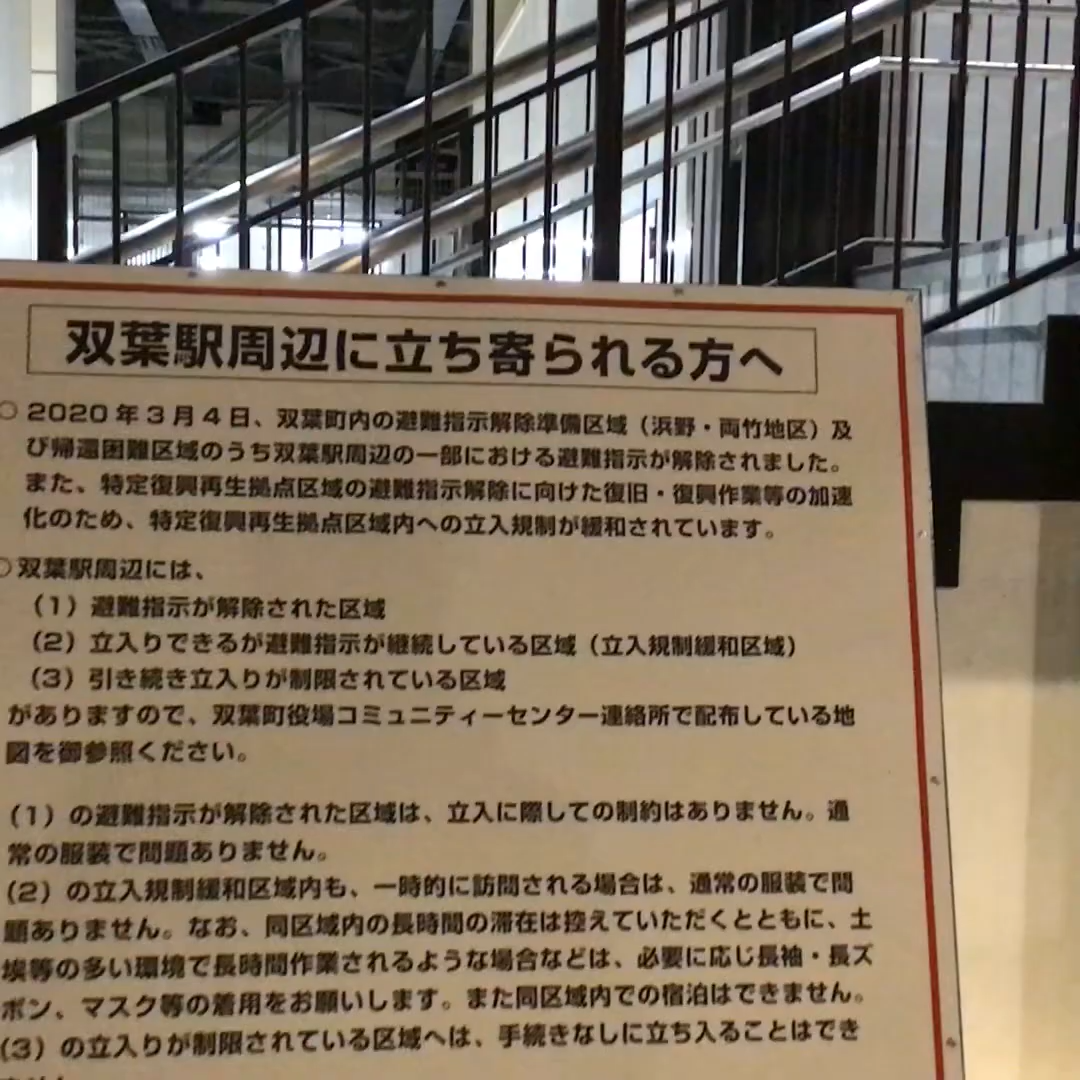 双葉駅周辺に立ち寄られる方へ
○ 2020年3月4日、双葉町内の避難指示解除準備区域（浜野・両竹地区）及
び帰還困難区域のうち双葉駅周辺の一部における避難指示が解除されました。
また、特定復興再生拠点区域の避難指示解除に向けた復旧・復興作業等の加速
化のため、特定復興再生拠点区域内への立入規制が緩和されています。
○双葉駅周辺には、
（1）避難指示が解除された区域
（2）立入りできるが避難指示が継続している区域（立入規制緩和区域）
（3）引き続き立入りが制限されている区域
がありますので、双葉町役場コミュニティーセンター連絡所で配布している地
図を御参照ください。
（1）の避難指示が解除された区域は、立入に際しての制約はありません。通
常の服装で問題ありません。
（2）の立入規制緩和区域内も、一時的に訪問される場合は、通常の服装で問
題ありません。なお、同区域内の長時間の滞在は控えていただくとともに、土
埃等の多い環境で長時間作業されるような場合などは、必要に応じ長袖・長ズ
ボン、マスク等の着用をお願いします。また同区域内での宿泊はできません。
（3）の立入りが制限されている区域へは、手続きなしに立ち入ることはでき